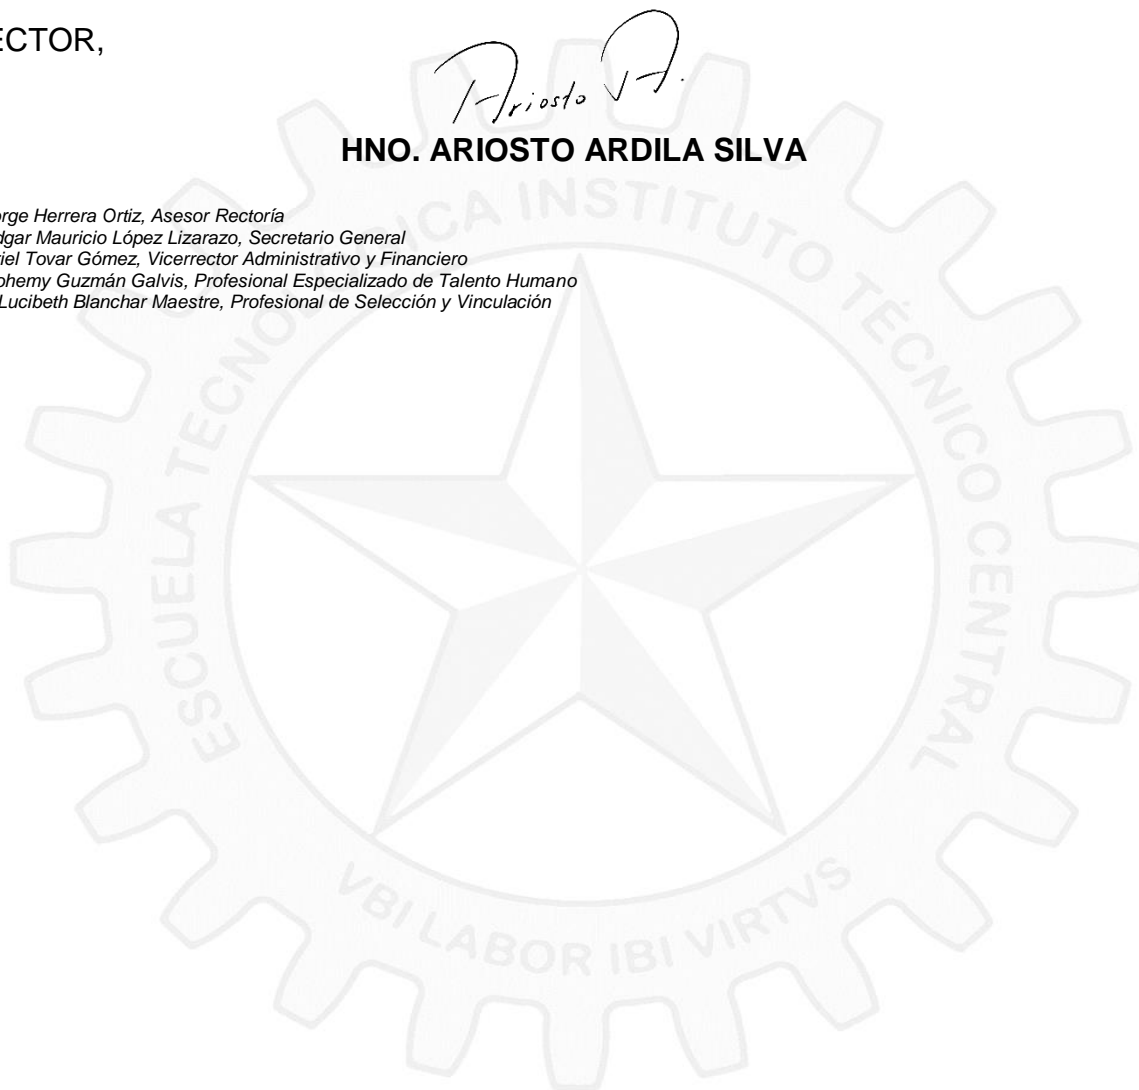 ECTOR,
Ariosto A.
HNO. ARIOSTO ARDILA SILVA
orge Herrera Ortiz, Asesor Rectoría
dgar Mauricio López Lizarazo, Secretario General
riel Tovar Gómez, Vicerrector Administrativo y Financiero
ohemy Guzmán Galvis, Profesional Especializado de Talento Humano
Lucibeth Blanchar Maestre, Profesional de Selección y Vinculación
ESCUELA TECNOLÓGICA INSTITUTO TÉCNICO CENTRAL
VBI LABOR IBI VIRTVS